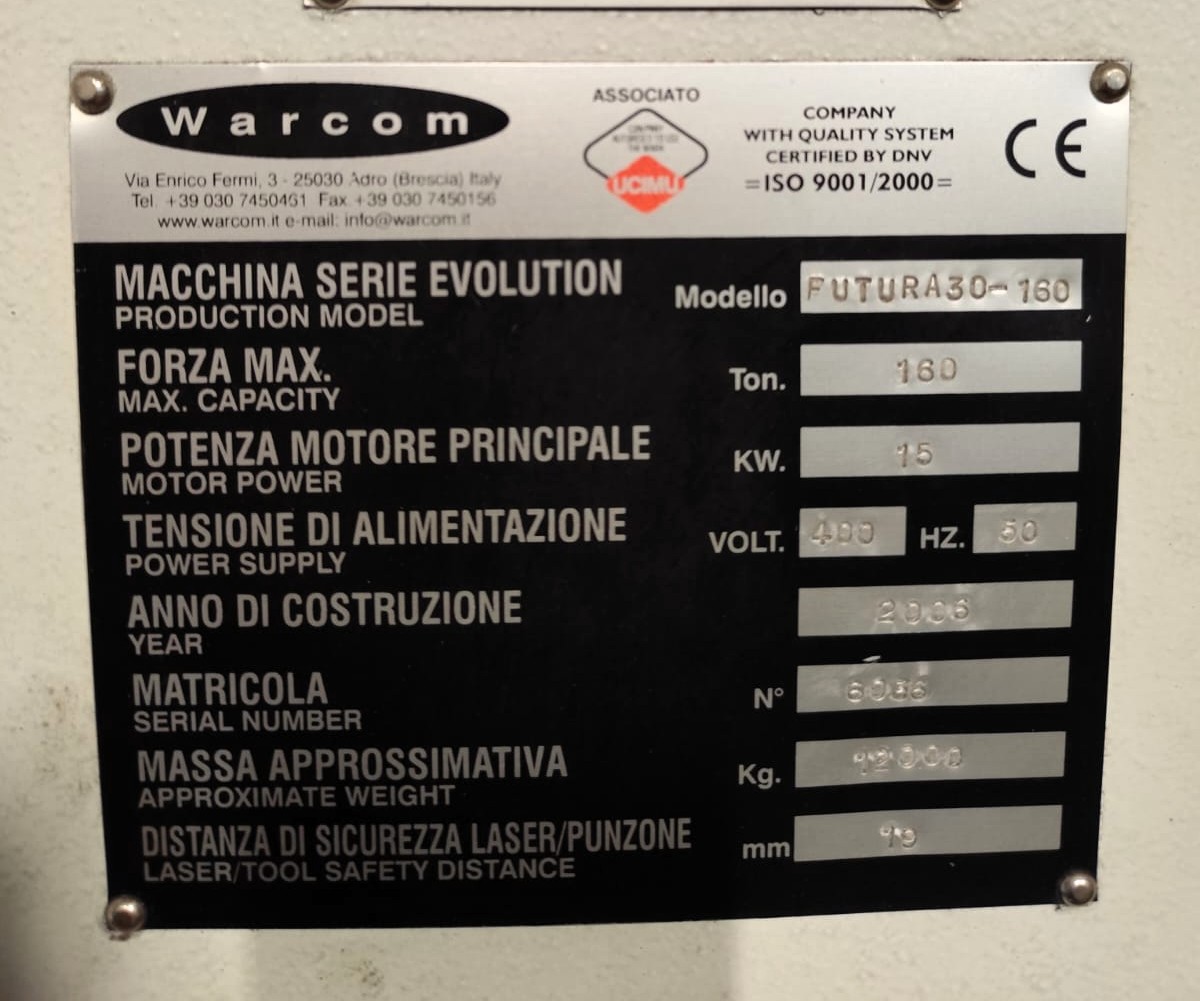 Warcom
Via Enrico Fermi, 3 - 25030 Adro (Brescia) Italy
Tel. +39 030 7450461 Fax +39 030 7450156
www.warcom.it e-mail: info@warcom.it
ASSOCIATO
UCIMU
COMPANY
WITH QUALITY SYSTEM
CERTIFIED BY DNV
=ISO 9001/2000=
CE
MACCHINA SERIE EVOLUTION
PRODUCTION MODEL
Modello FUTURA30-160
FORZA MAX.
MAX. CAPACITY
Ton. 160
POTENZA MOTORE PRINCIPALE
MOTOR POWER
KW. 15
TENSIONE DI ALIMENTAZIONE
POWER SUPPLY
VOLT. 400 HZ. 50
ANNO DI COSTRUZIONE
YEAR
2006
MATRICOLA
SERIAL NUMBER
N°
MASSA APPROSSIMATIVA
APPROXIMATE WEIGHT
Kg. 12000
DISTANZA DI SICUREZZA LASER/PUNZONE
LASER/TOOL SAFETY DISTANCE
mm 19